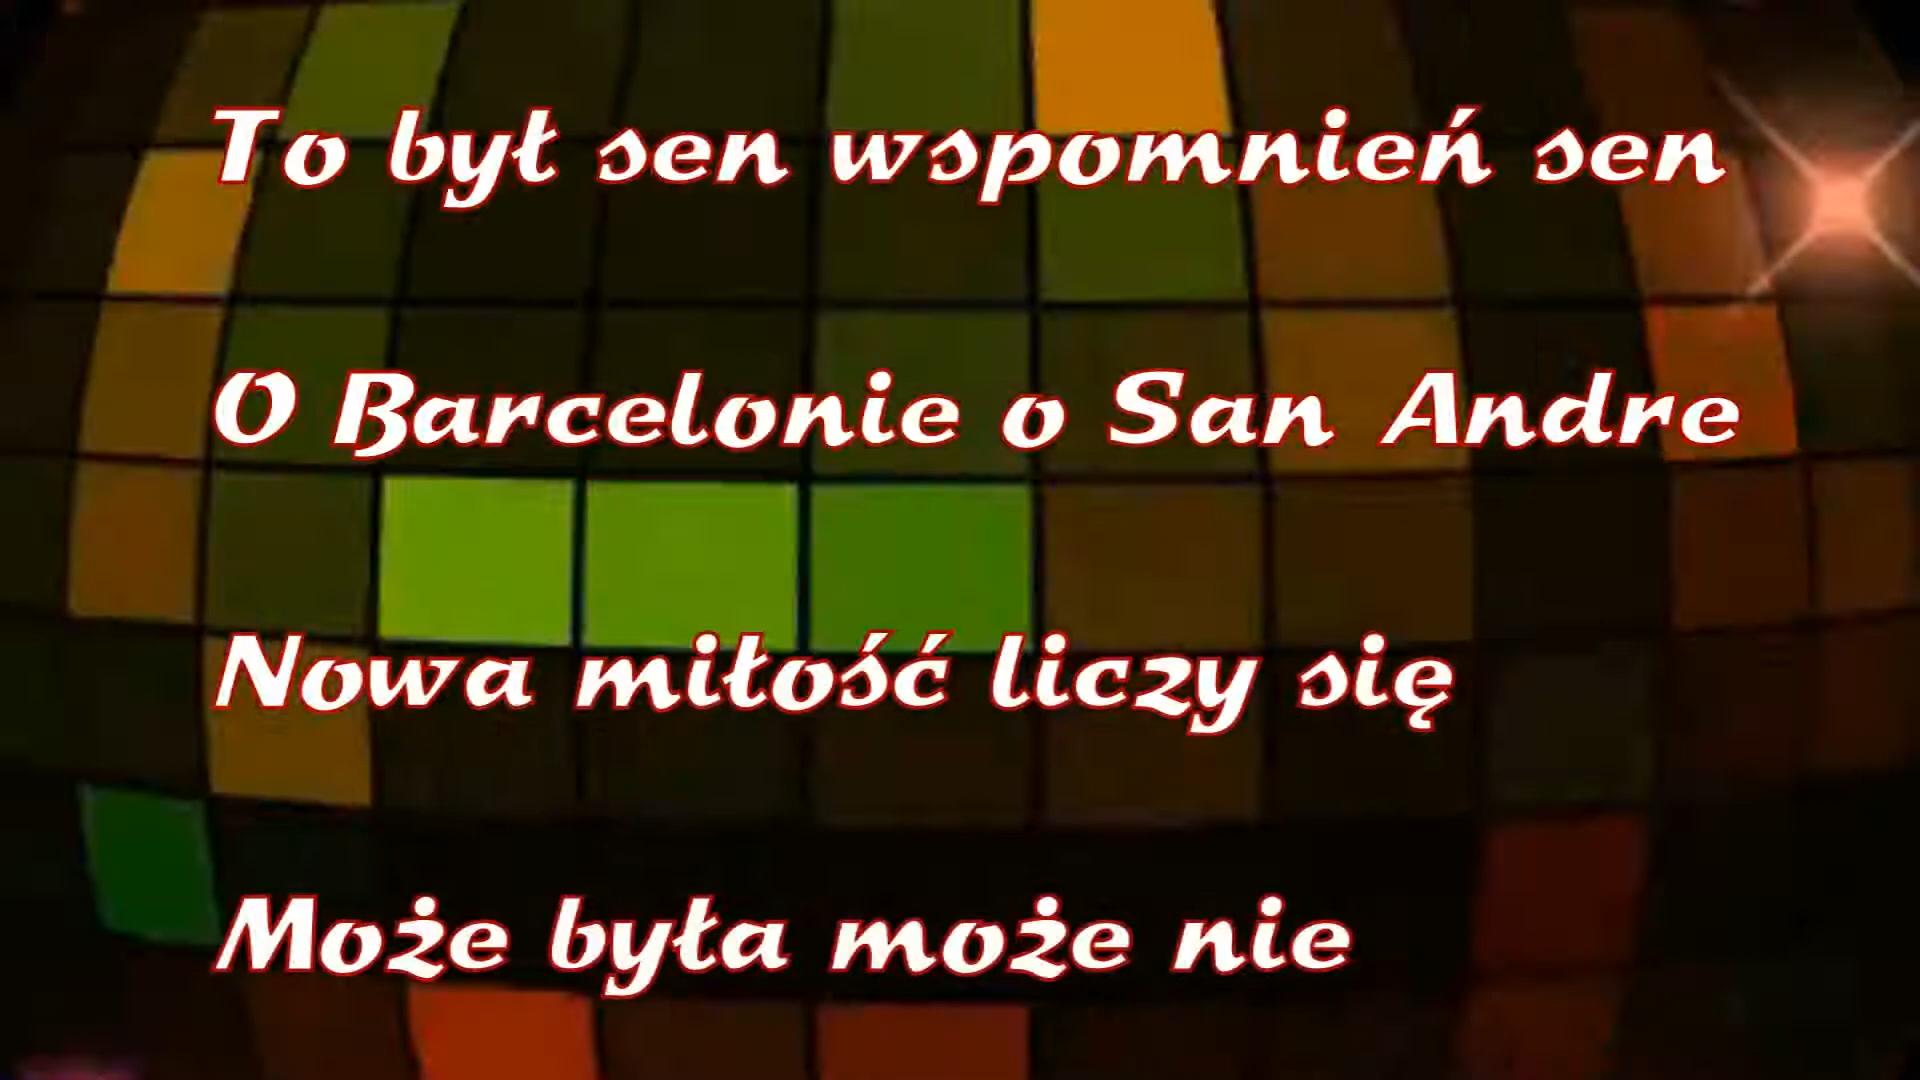 To był sen wspomnień sen
O Barcelonie o San Andre
Nowa miłość liczy się
Może była może nie